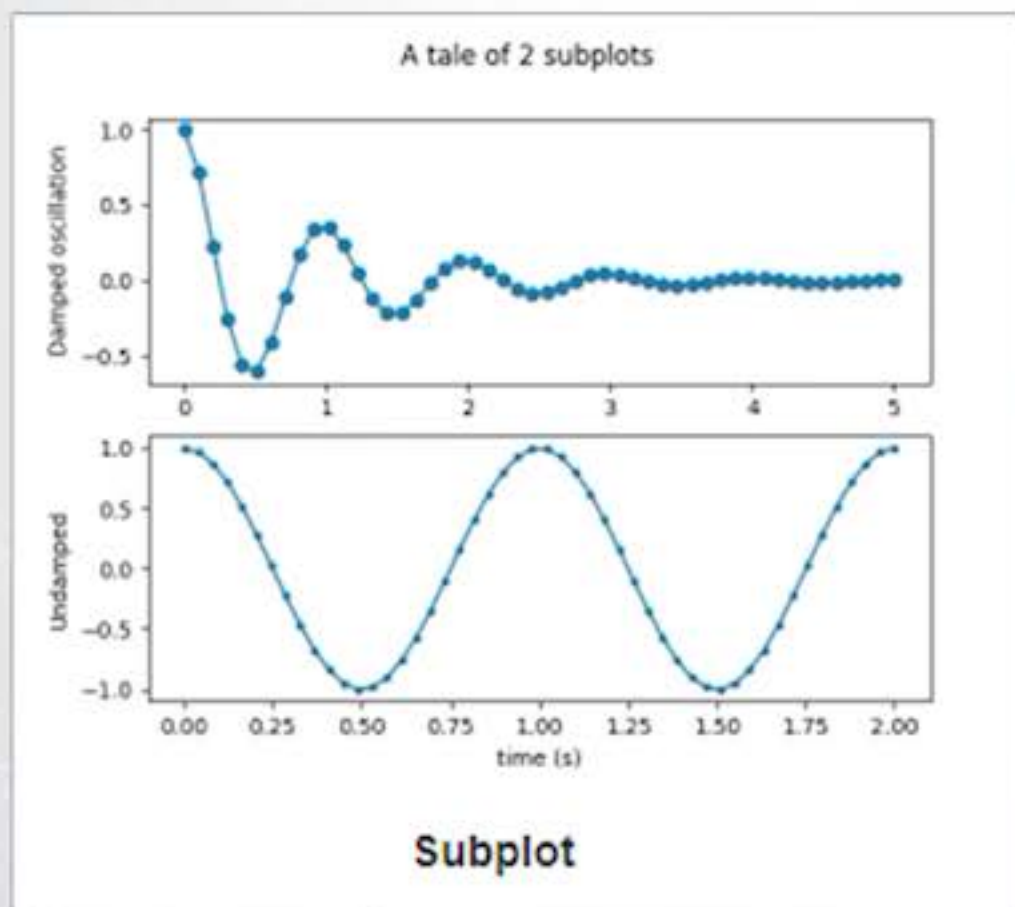 A tale of 2 subplots
Damped oscillation
1.0
0.5
0.0
−0.5
0 1 2 3 4 5
Undamped
1.0
0.5
0.0
−0.5
−1.0
0.00 0.25 0.50 0.75 1.00 1.25 1.50 1.75 2.00
time (s)
Subplot